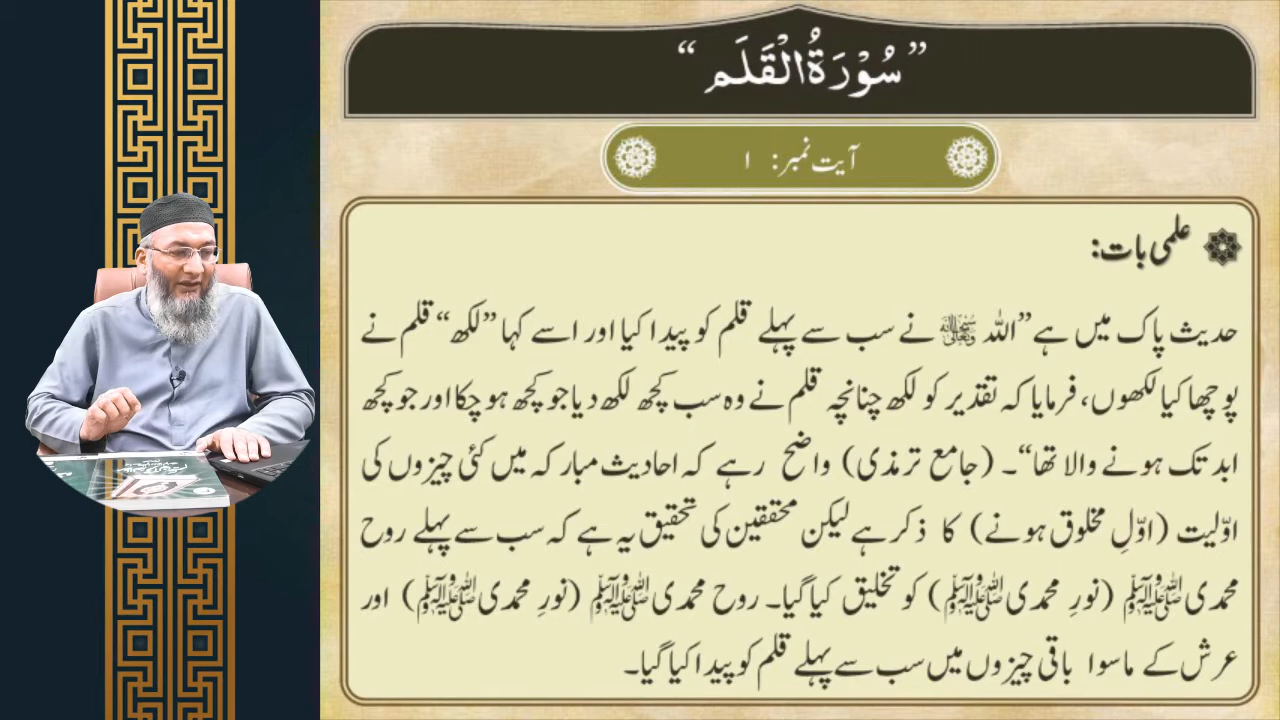 ”سُوْرَۃُ الْقَلَم“
آیت نمبر: ۱
علمی بات:
حدیث پاک میں ہے ”اللہ ﷻ نے سب سے پہلے قلم کو پیدا کیا اور اسے کہا ”لکھ“ قلم نے
پوچھا کیا لکھوں، فرمایا کہ تقدیر کو لکھ چنانچہ قلم نے وہ سب کچھ لکھ دیا جو کچھ ہو چکا اور جو کچھ
ابد تک ہونے والا تھا“۔ (جامع ترمذی) واضح رہے کہ احادیث مبارکہ میں کئی چیزوں کی
اوّلیت (اوّلِ مخلوق ہونے) کا ذکر ہے لیکن محققین کی تحقیق یہ ہے کہ سب سے پہلے روح
محمدی ﷺ (نورِ محمدی ﷺ) کو تخلیق کیا گیا۔ روح محمدی ﷺ (نورِ محمدی ﷺ) اور
عرش کے ماسوا باقی چیزوں میں سب سے پہلے قلم کو پیدا کیا گیا۔